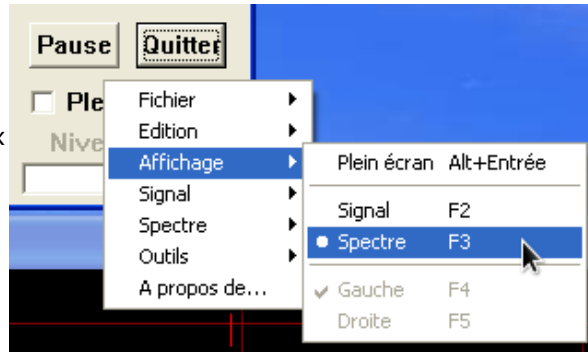 Pause Quitter
Ple
x
Nive
Fichier
Edition
Affichage
Signal
Spectre
Outils
A propos de...
Plein écran Alt+Entrée
Signal F2
Spectre F3
Gauche F4
Droite F5